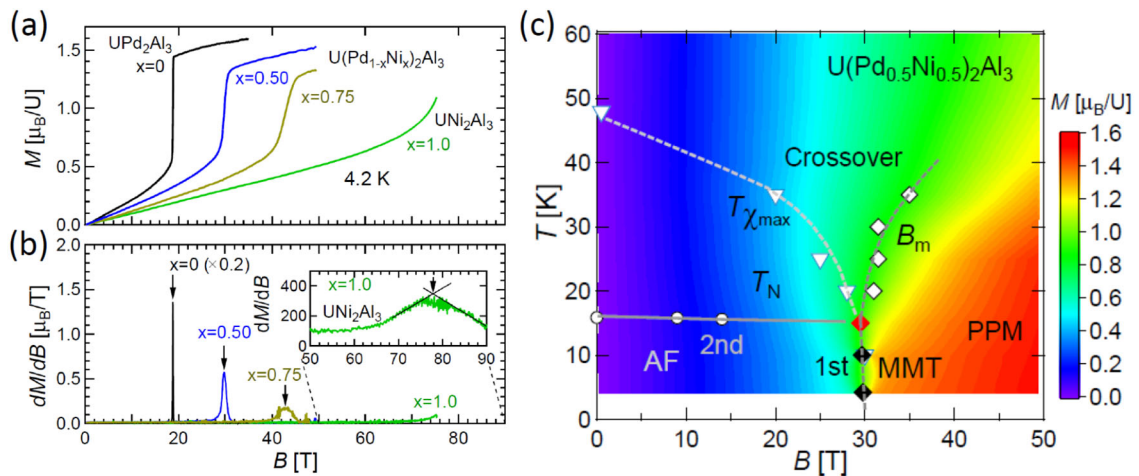 (a)
1.5
1.0
0.5
0.0
M [μB/U]
UPd2Al3
x=0
x=0.50
U(Pd1-xNix)2Al3
x=0.75
UNi2Al3
x=1.0
4.2 K
(b)
2.0
1.5
1.0
0.5
0.0
dM/dB [μB/T]
x=0 (×0.2)
x=0.50
x=0.75
x=1.0
x=1.0
UNi2Al3
dM/dB
400
200
0
50 60 70 80 90
0 20 40 60 80
B [T]
(c)
60
50
40
30
20
10
0
T [K]
U(Pd0.5Ni0.5)2Al3
Crossover
Tχmax
Bm
TN
PPM
AF
2nd
1st
MMT
0 10 20 30 40 50
B [T]
M [μB/U]
1.6
1.4
1.2
1.0
0.8
0.6
0.4
0.2
0.0